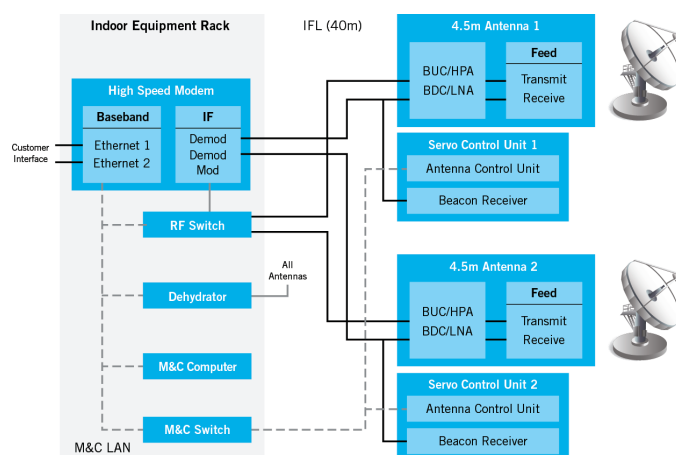 Indoor Equipment Rack
IFL (40m)
4.5m Antenna 1
Feed
BUC/HPA
BDC/LNA
Transmit
Receive
High Speed Modem
Baseband
IF
Ethernet 1
Ethernet 2
Demod
Demod
Mod
Customer
Interface
Servo Control Unit 1
Antenna Control Unit
Beacon Receiver
RF Switch
All
Antennas
Dehydrator
4.5m Antenna 2
Feed
BUC/HPA
BDC/LNA
Transmit
Receive
M&C Computer
Servo Control Unit 2
Antenna Control Unit
Beacon Receiver
M&C Switch
M&C LAN